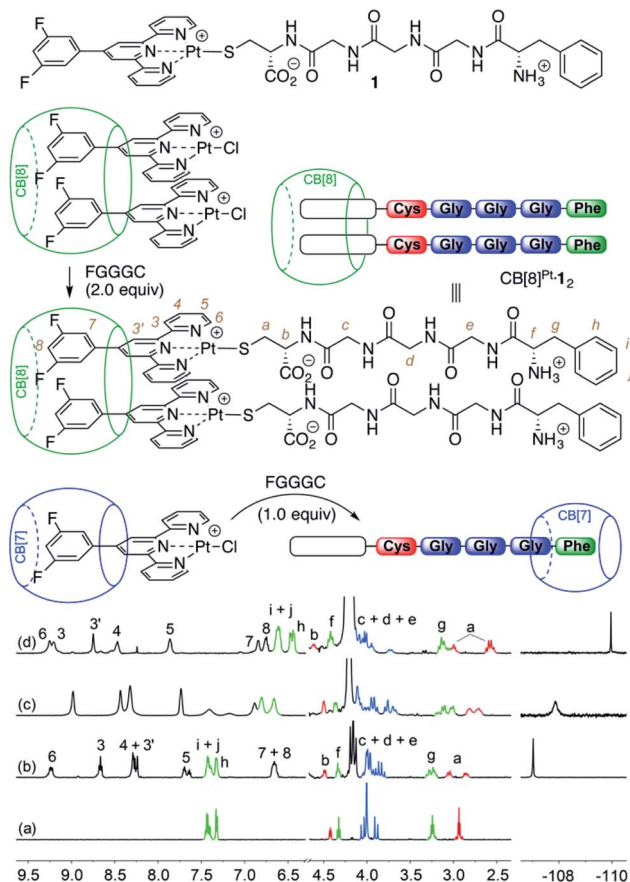 F
F
N
N
N
Pt
⊕
S
H
N
O
CO2 ⊖
O
N
H
H
N
O
O
N
H
1
O
NH3 ⊕
CB[8]
F
F
N
N
N
⊕
Pt-Cl
F
F
N
N
N
⊕
Pt-Cl
CB[8]
Cys Gly Gly Gly Phe
Cys Gly Gly Gly Phe
CB[8]Pt·12
FGGGC
(2.0 equiv)
CB[8]
8 7 3' 3 4 5 6 a b c d e f g h i j
F
F
N
N
N
⊕
Pt
S
H
N
O
CO2 ⊖
O
N
H
H
N
O
O
N
H
O
NH3 ⊕
F
F
N
N
N
⊕
Pt
S
H
N
O
CO2 ⊖
O
N
H
H
N
O
O
N
H
O
NH3 ⊕
CB[7]
F
F
N
N
N
⊕
Pt-Cl
FGGGC
(1.0 equiv)
Cys Gly Gly Gly Phe
CB[7]
(d) 6 3 3' 4 5 7 8 i + j h b f c + d + e g a
(c)
(b) 6 3 4 + 3' 5 i + j h 7 + 8 b f c + d + e g a
(a)
9.5 9.0 8.5 8.0 7.5 7.0 6.5 4.5 4.0 3.5 3.0 2.5 -108 -110